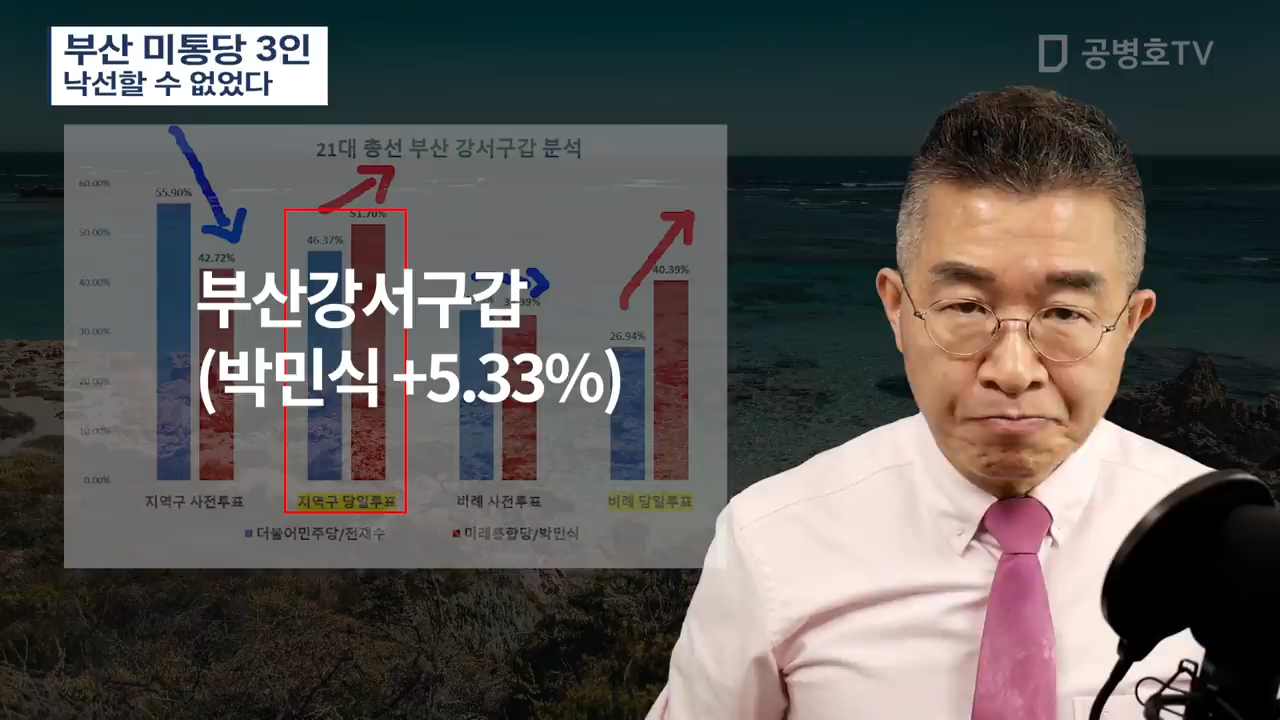 부산 미통당 3인
낙선할 수 없었다
공병호TV
21대 총선 부산 강서구갑 분석
60.00%
50.00%
40.00%
30.00%
20.00%
10.00%
0.00%
55.90%
42.72%
46.37%
51.70%
26.94%
40.39%
부산강서구갑
(박민식 +5.33%)
지역구 사전투표
지역구 당일투표
비례 사전투표
비례 당일투표
더불어민주당/전재수
미래통합당/박민식